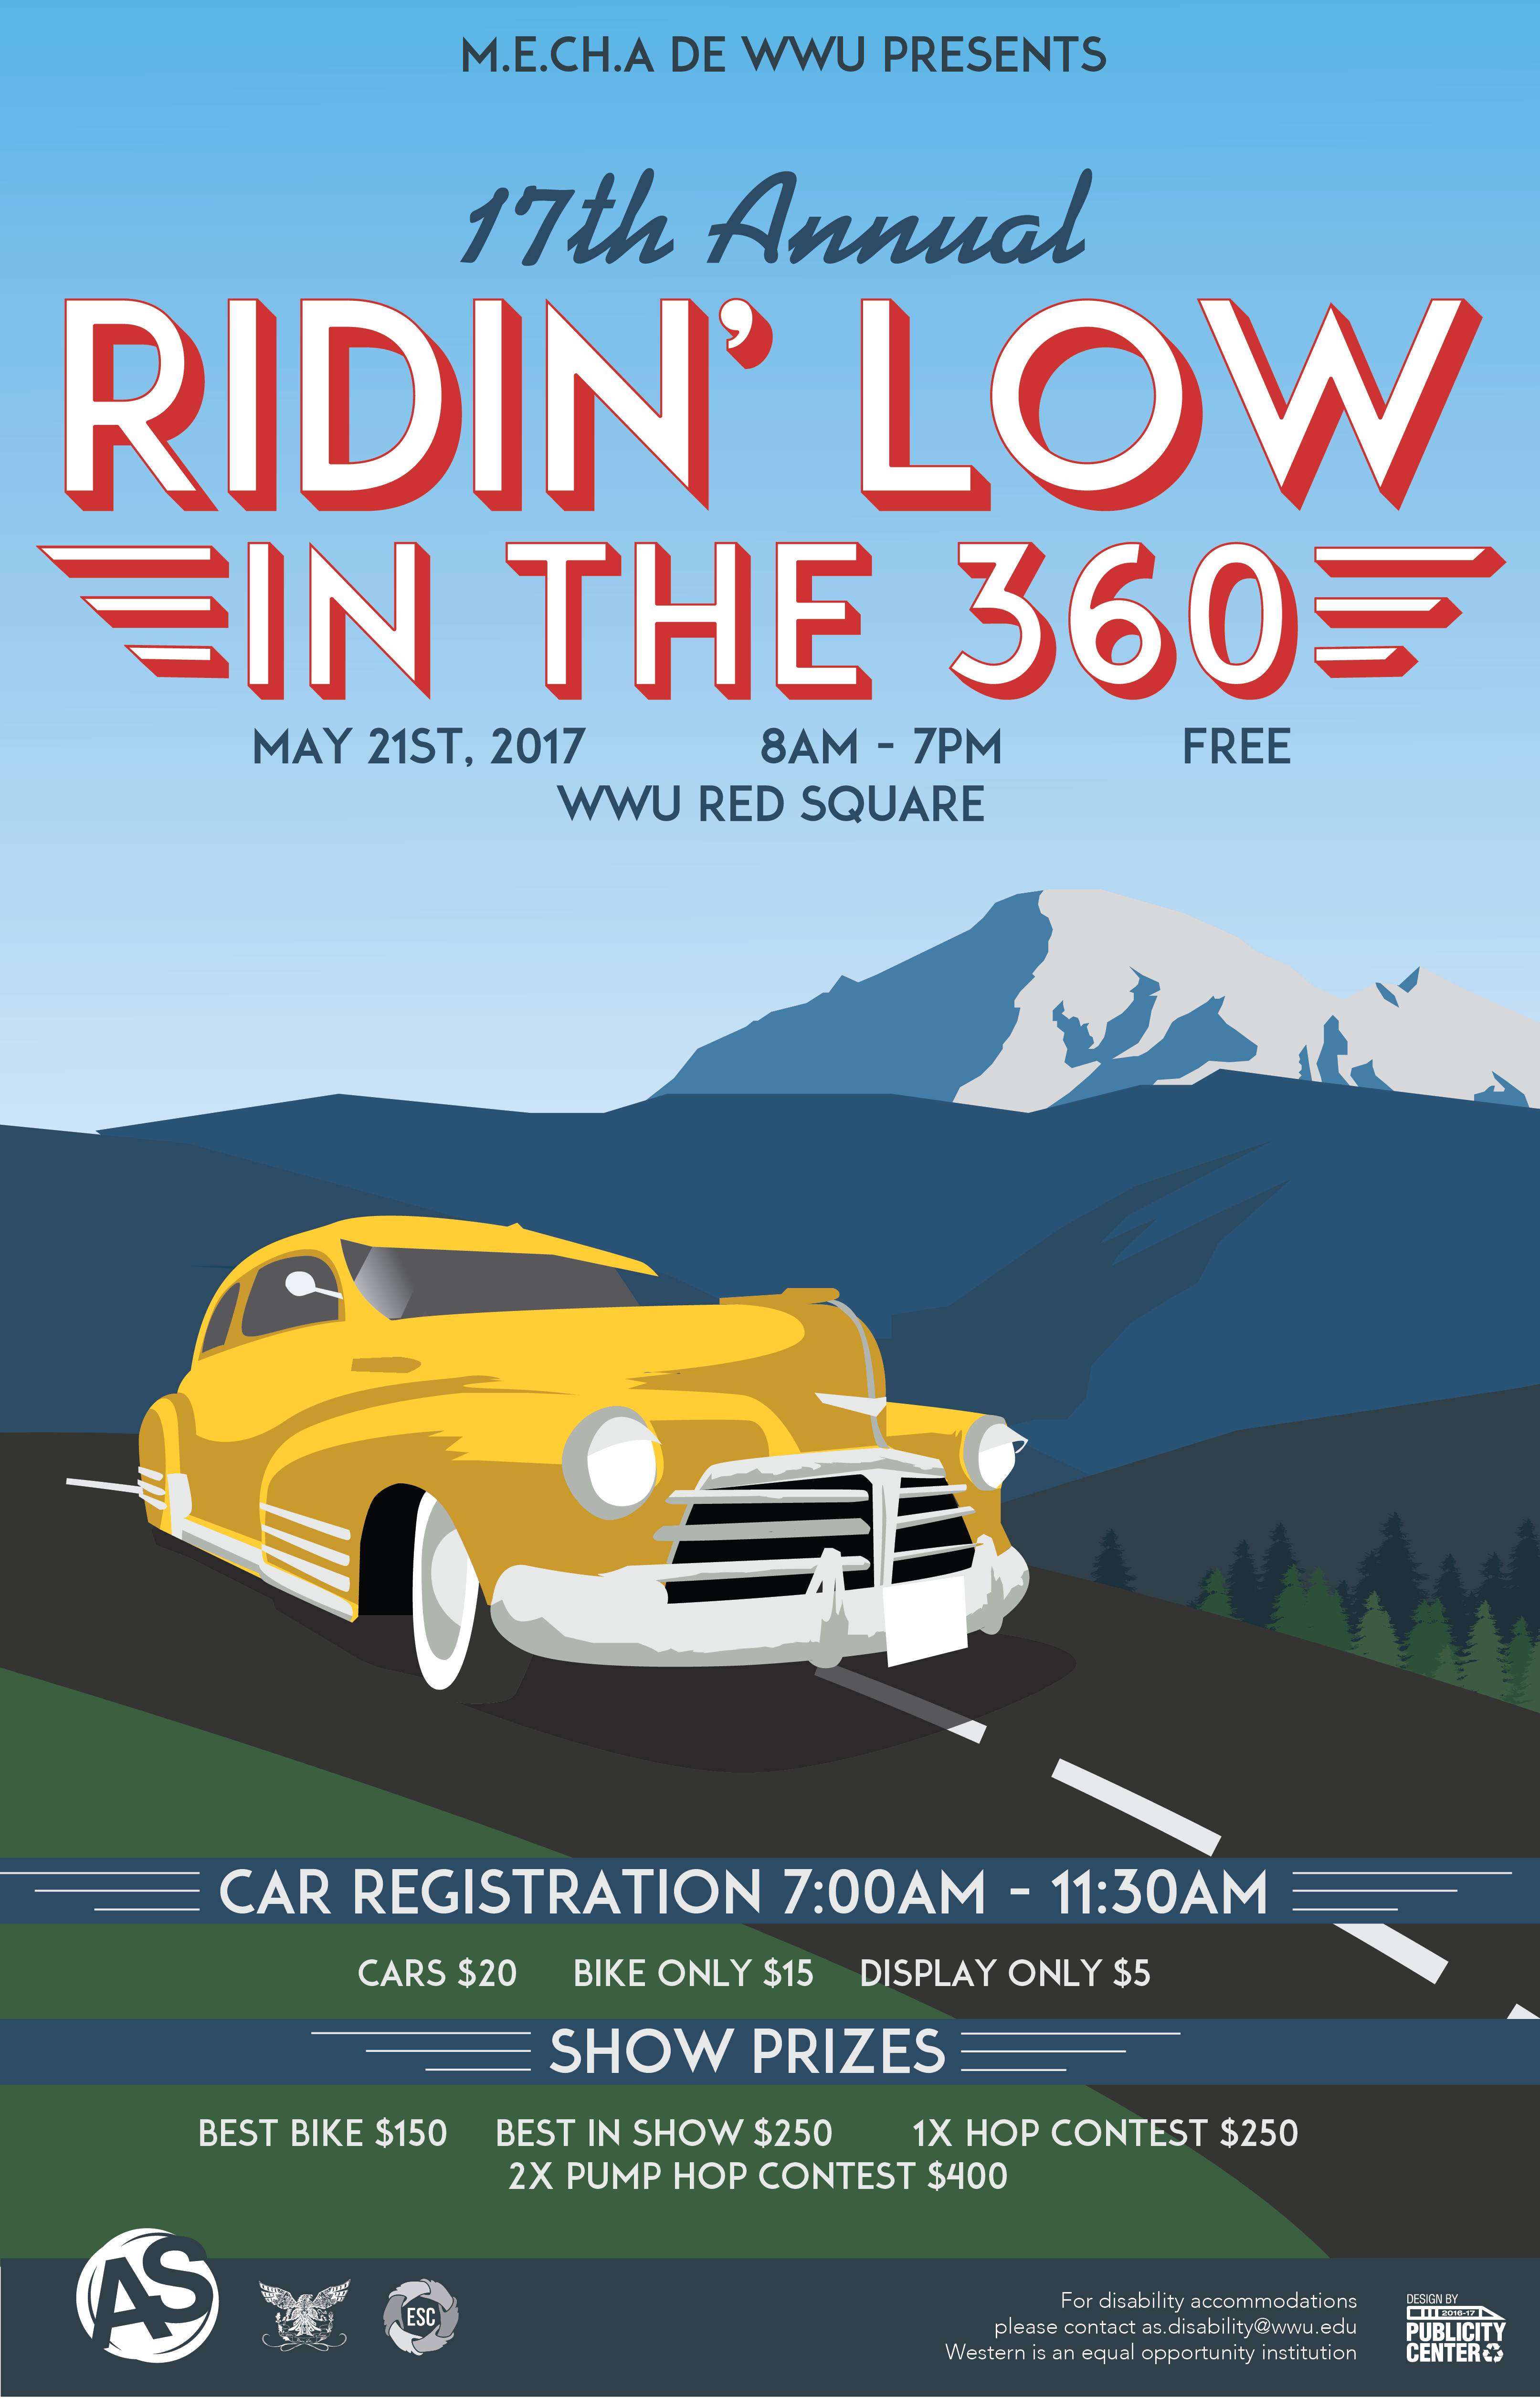 M.E.CH.A DE WWU PRESENTS
17th Annual
RIDIN' LOW
IN THE 360
MAY 21ST, 2017 8AM - 7PM FREE
WWU RED SQUARE
CAR REGISTRATION 7:00AM - 11:30AM
CARS $20 BIKE ONLY $15 DISPLAY ONLY $5
SHOW PRIZES
BEST BIKE $150 BEST IN SHOW $250 1X HOP CONTEST $250
2X PUMP HOP CONTEST $400
AS
ESC
For disability accommodations
please contact as.disability@wwu.edu
Western is an equal opportunity institution
DESIGN BY
2016-17
PUBLICITY
CENTER